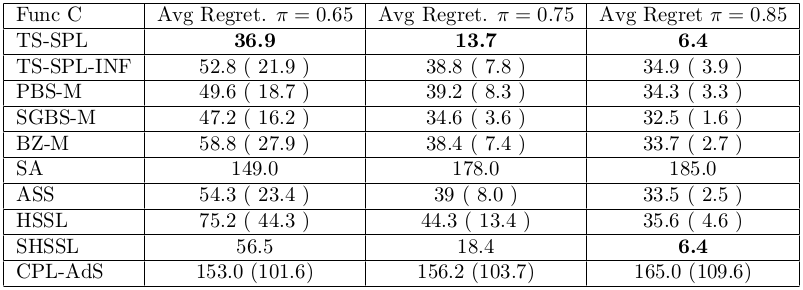 Func C Avg Regret. π = 0.65 Avg Regret. π = 0.75 Avg Regret π = 0.85
TS-SPL 36.9 13.7 6.4
TS-SPL-INF 52.8 ( 21.9 ) 38.8 ( 7.8 ) 34.9 ( 3.9 )
PBS-M 49.6 ( 18.7 ) 39.2 ( 8.3 ) 34.3 ( 3.3 )
SGBS-M 47.2 ( 16.2 ) 34.6 ( 3.6 ) 32.5 ( 1.6 )
BZ-M 58.8 ( 27.9 ) 38.4 ( 7.4 ) 33.7 ( 2.7 )
SA 149.0 178.0 185.0
ASS 54.3 ( 23.4 ) 39 ( 8.0 ) 33.5 ( 2.5 )
HSSL 75.2 ( 44.3 ) 44.3 ( 13.4 ) 35.6 ( 4.6 )
SHSSL 56.5 18.4 6.4
CPL-AdS 153.0 (101.6) 156.2 (103.7) 165.0 (109.6)